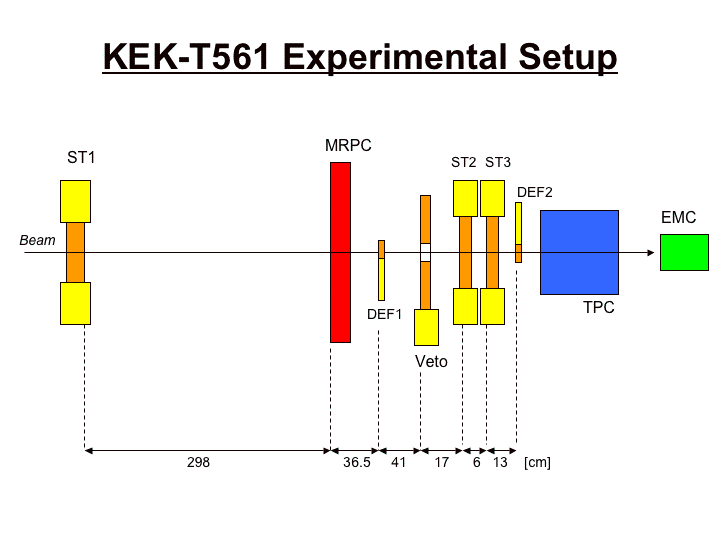 KEK-T561 Experimental Setup
MRPC
ST1
ST2 ST3
DEF2
EMC
Beam
TPC
DEF1
Veto
298 36.5 41 17 6 13 [cm]